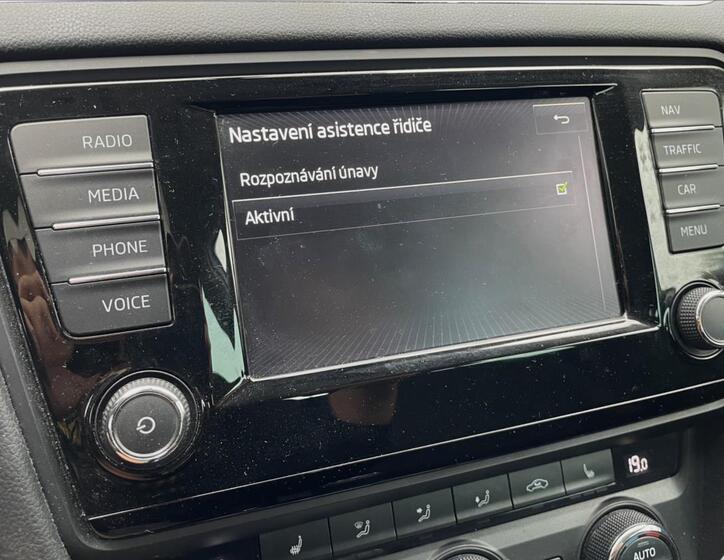 RADIO
MEDIA
PHONE
VOICE
Nastavení asistence řidiče
Rozpoznávání únavy
Aktivní
NAV
TRAFFIC
CAR
MENU
19.0
AUTO